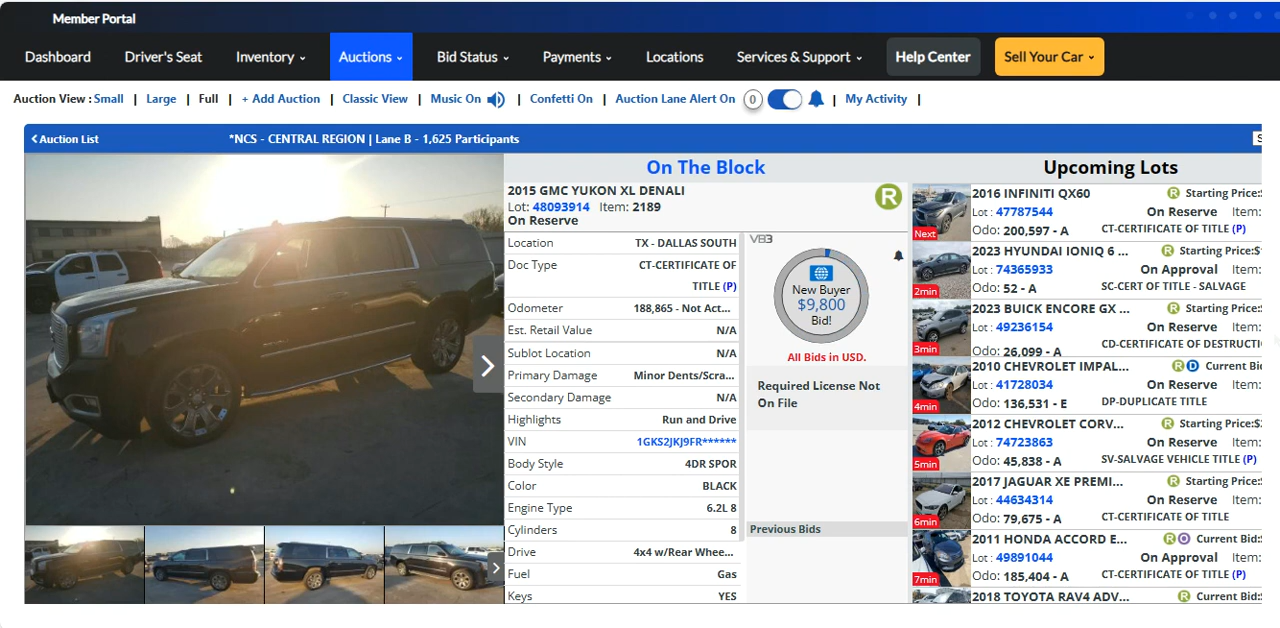 Member Portal
Dashboard Driver's Seat Inventory Auctions Bid Status Payments Locations Services & Support Help Center Sell Your Car
Auction View : Small | Large | Full | + Add Auction | Classic View | Music On | Confetti On | Auction Lane Alert On 0 | My Activity |
Auction List
*NCS - CENTRAL REGION | Lane B - 1,625 Participants
On The Block
2015 GMC YUKON XL DENALI
Lot: 48093914 Item: 2189
On Reserve
R
Location TX - DALLAS SOUTH
Doc Type CT-CERTIFICATE OF
TITLE (P)
Odometer 188,865 - Not Act...
Est. Retail Value N/A
Sublot Location N/A
Primary Damage Minor Dents/Scra...
Secondary Damage N/A
Highlights Run and Drive
VIN 1GKS2JKJ9FR******
Body Style 4DR SPOR
Color BLACK
Engine Type 6.2L 8
Cylinders 8
Drive 4x4 w/Rear Whee...
Fuel Gas
Keys YES
VB3
New Buyer
$9,800
Bid!
All Bids in USD.
Required License Not
On File
Previous Bids
Upcoming Lots
2016 INFINITI QX60 R Starting Price:
Lot : 47787544 On Reserve Item:
Next Odo: 200,597 - A CT-CERTIFICATE OF TITLE (P)
2023 HYUNDAI IONIQ 6 ... R Starting Price:$
Lot : 74365933 On Approval Item:
2min Odo: 52 - A SC-CERT OF TITLE - SALVAGE
2023 BUICK ENCORE GX ... R Starting Price:
Lot : 49236154 On Reserve Item:
3min Odo: 26,099 - A CD-CERTIFICATE OF DESTRUCTI
2010 CHEVROLET IMPAL... R D Current Bid
Lot : 41728034 On Reserve Item:
4min Odo: 136,531 - E DP-DUPLICATE TITLE
2012 CHEVROLET CORV... R Starting Price:$
Lot : 74723863 On Reserve Item:
5min Odo: 45,838 - A SV-SALVAGE VEHICLE TITLE (P)
2017 JAGUAR XE PREMI... R Starting Price:
Lot : 44634314 On Reserve Item:
6min Odo: 79,675 - A CT-CERTIFICATE OF TITLE
2011 HONDA ACCORD E... R O Current Bid:
Lot : 49891044 On Approval Item:
7min Odo: 185,404 - A CT-CERTIFICATE OF TITLE (P)
2018 TOYOTA RAV4 ADV... R Current Bid: